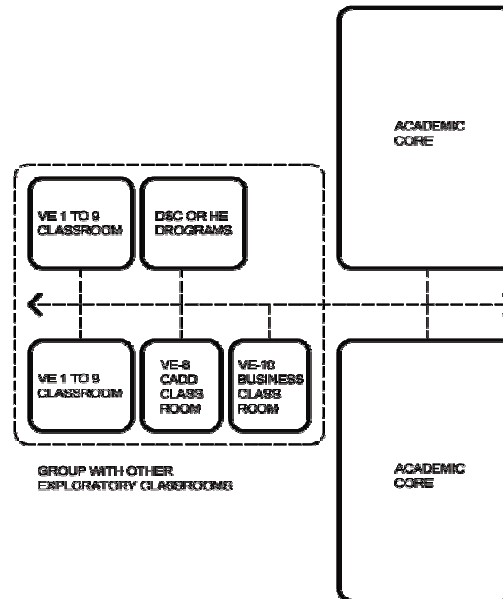 ACADEMIC
CORE
VE 1 TO 9
CLASSROOM
DSC OR HE
DROGRAMS
VE 1 TO 9
CLASSROOM
VE-8
CADD
CLASS
ROOM
VE-10
BUSINESS
CLASS
ROOM
GROUP WITH OTHER
EXPLORATORY CLASSROOMS
ACADEMIC
CORE